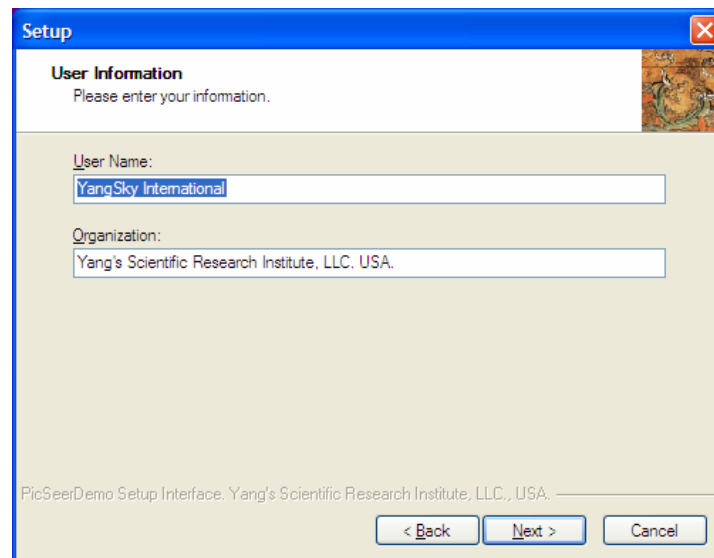 Setup
User Information
Please enter your information.
User Name:
YangSky International
Organization:
Yang's Scientific Research Institute, LLC. USA.
PicSeerDemo Setup Interface. Yang's Scientific Research Institute, LLC., USA.
< Back
Next >
Cancel